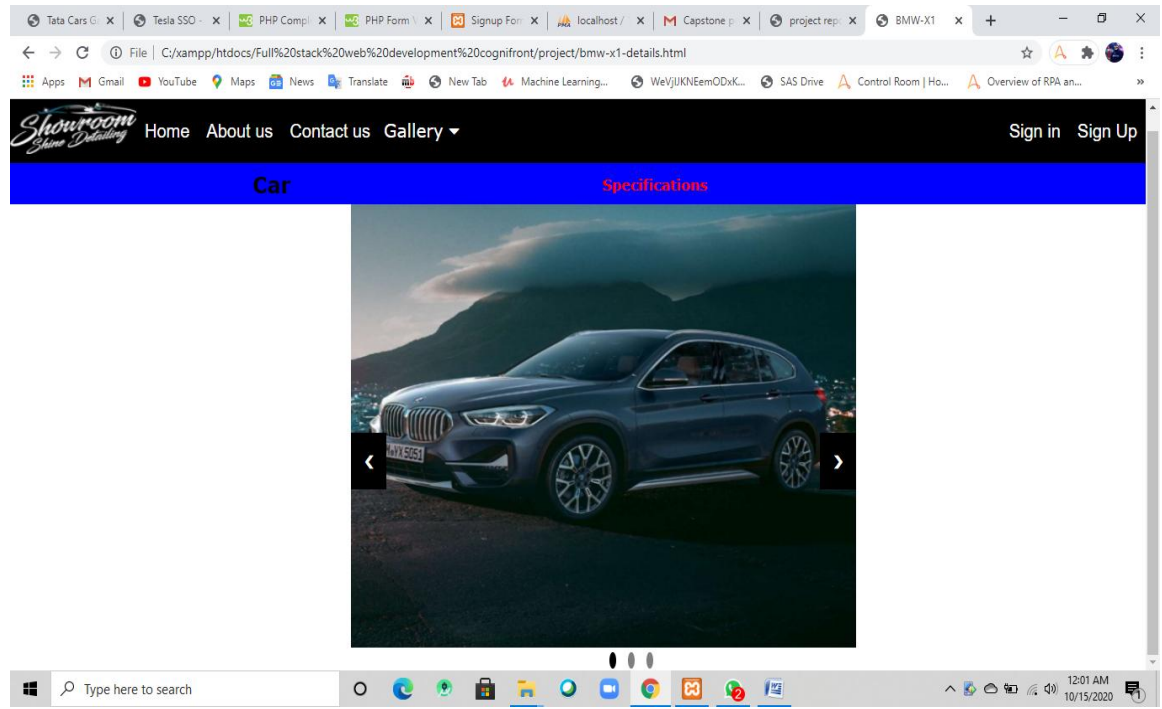 Tata Cars G
Tesla SSO -
PHP Compl
PHP Form V
Signup Forr
localhost /
Capstone p
project repo
BMW-X1
File | C:/xampp/htdocs/Full%20stack%20web%20development%20cognifront/project/bmw-x1-details.html
Apps Gmail YouTube Maps News Translate New Tab Machine Learning... WeVjUKNEemODxK... SAS Drive Control Room | Ho... Overview of RPA an... »
Showroom
Shine Detailing
Home About us Contact us Gallery Sign in Sign Up
Car Specifications
5051
❮ ❯
Type here to search
12:01 AM
10/15/2020